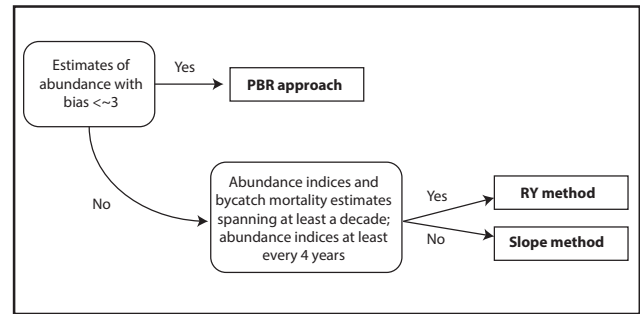 Estimates of
abundance with
bias <~3
Yes
PBR approach
No
Abundance indices and
bycatch mortality estimates
spanning at least a decade;
abundance indices at least
every 4 years
Yes
RY method
No
Slope method